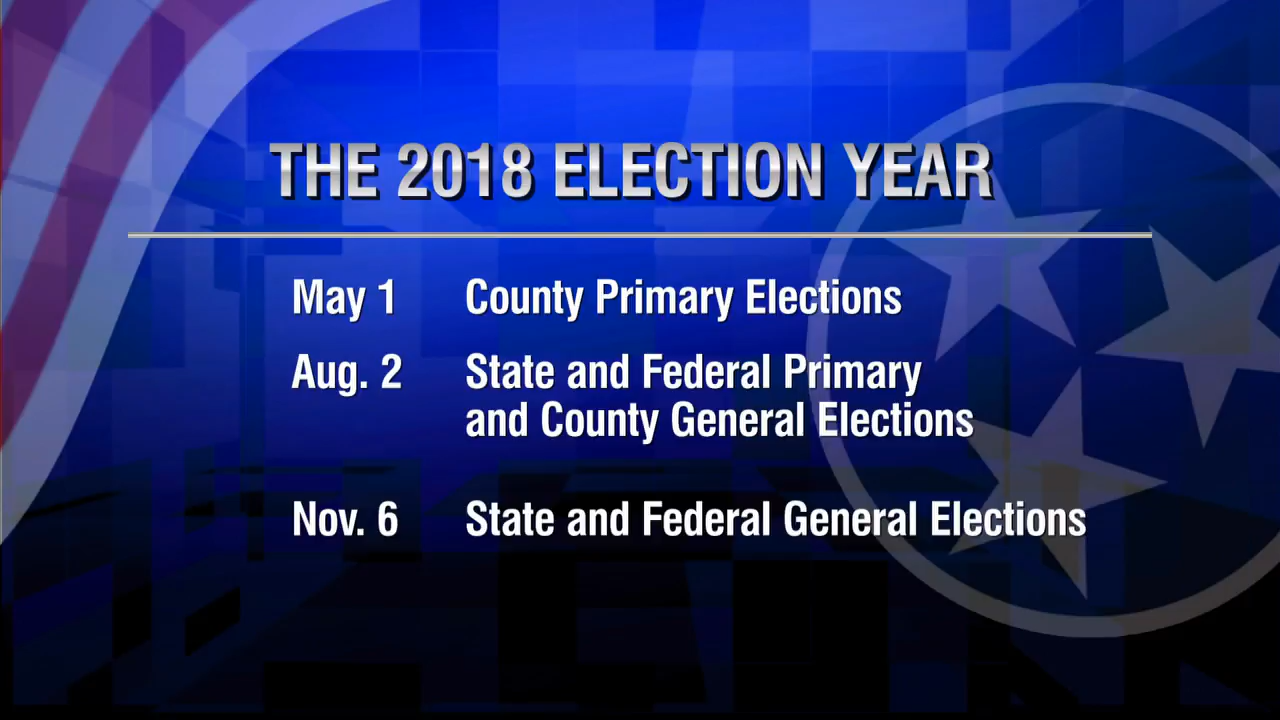 THE 2018 ELECTION YEAR
May 1 County Primary Elections
Aug. 2 State and Federal Primary
and County General Elections
Nov. 6 State and Federal General Elections